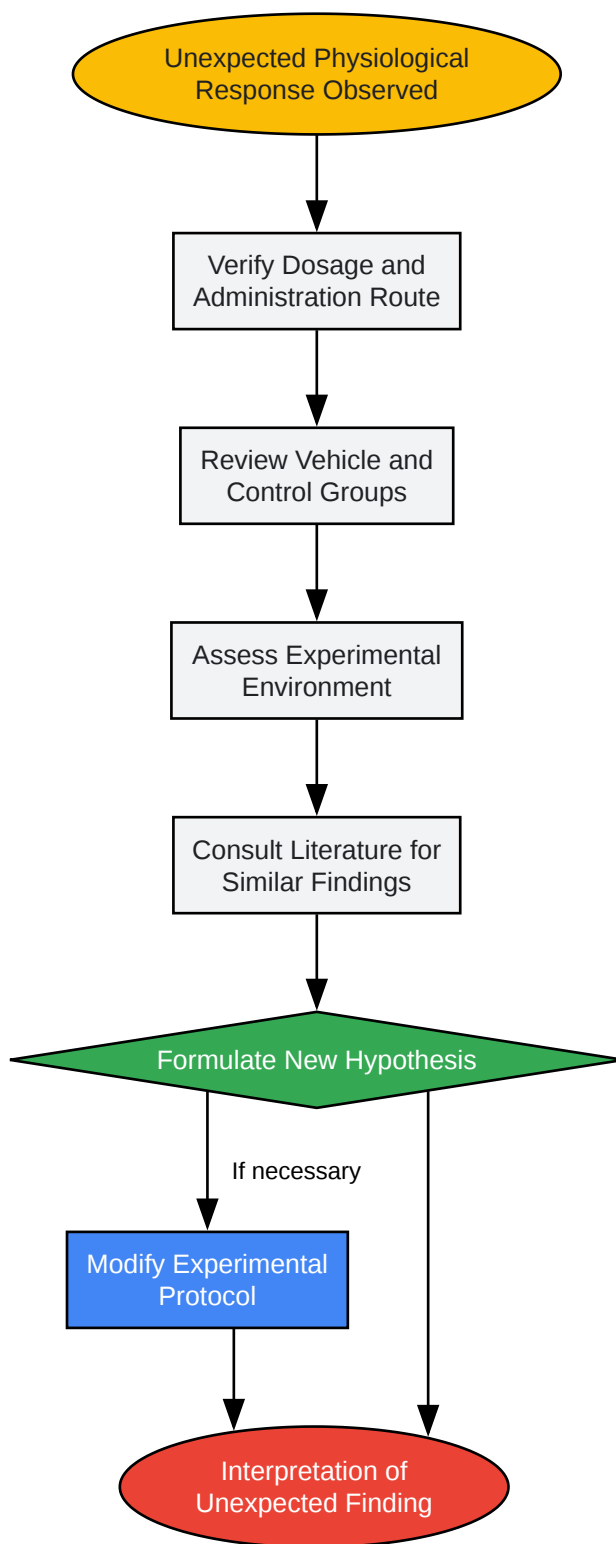 Unexpected Physiological
Response Observed
Verify Dosage and
Administration Route
Review Vehicle and
Control Groups
Assess Experimental
Environment
Consult Literature for
Similar Findings
Formulate New Hypothesis
If necessary
Modify Experimental
Protocol
Interpretation of
Unexpected Finding